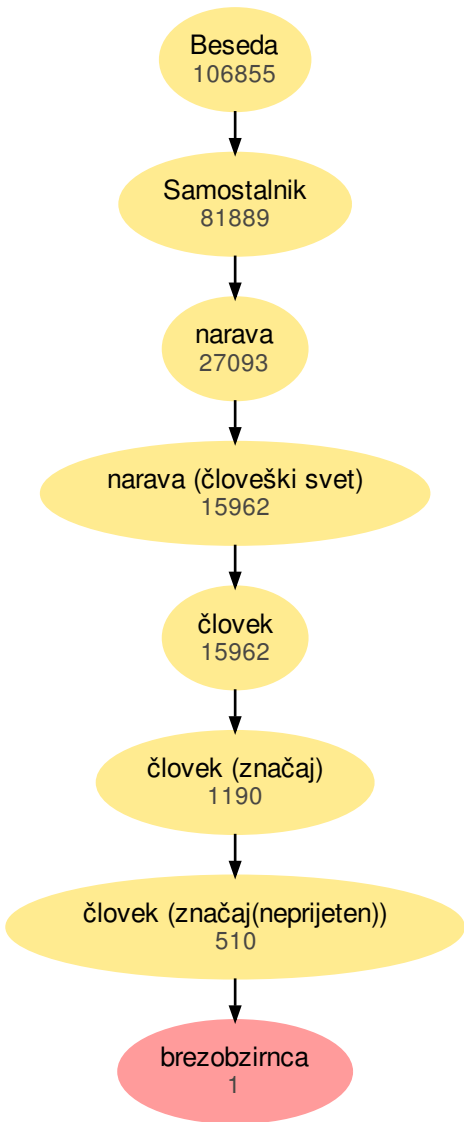 Beseda
106855
Samostalnik
81889
narava
27093
narava (človeški svet)
15962
človek
15962
človek (značaj)
1190
človek (značaj(neprijeten))
510
brezobzirnca
1